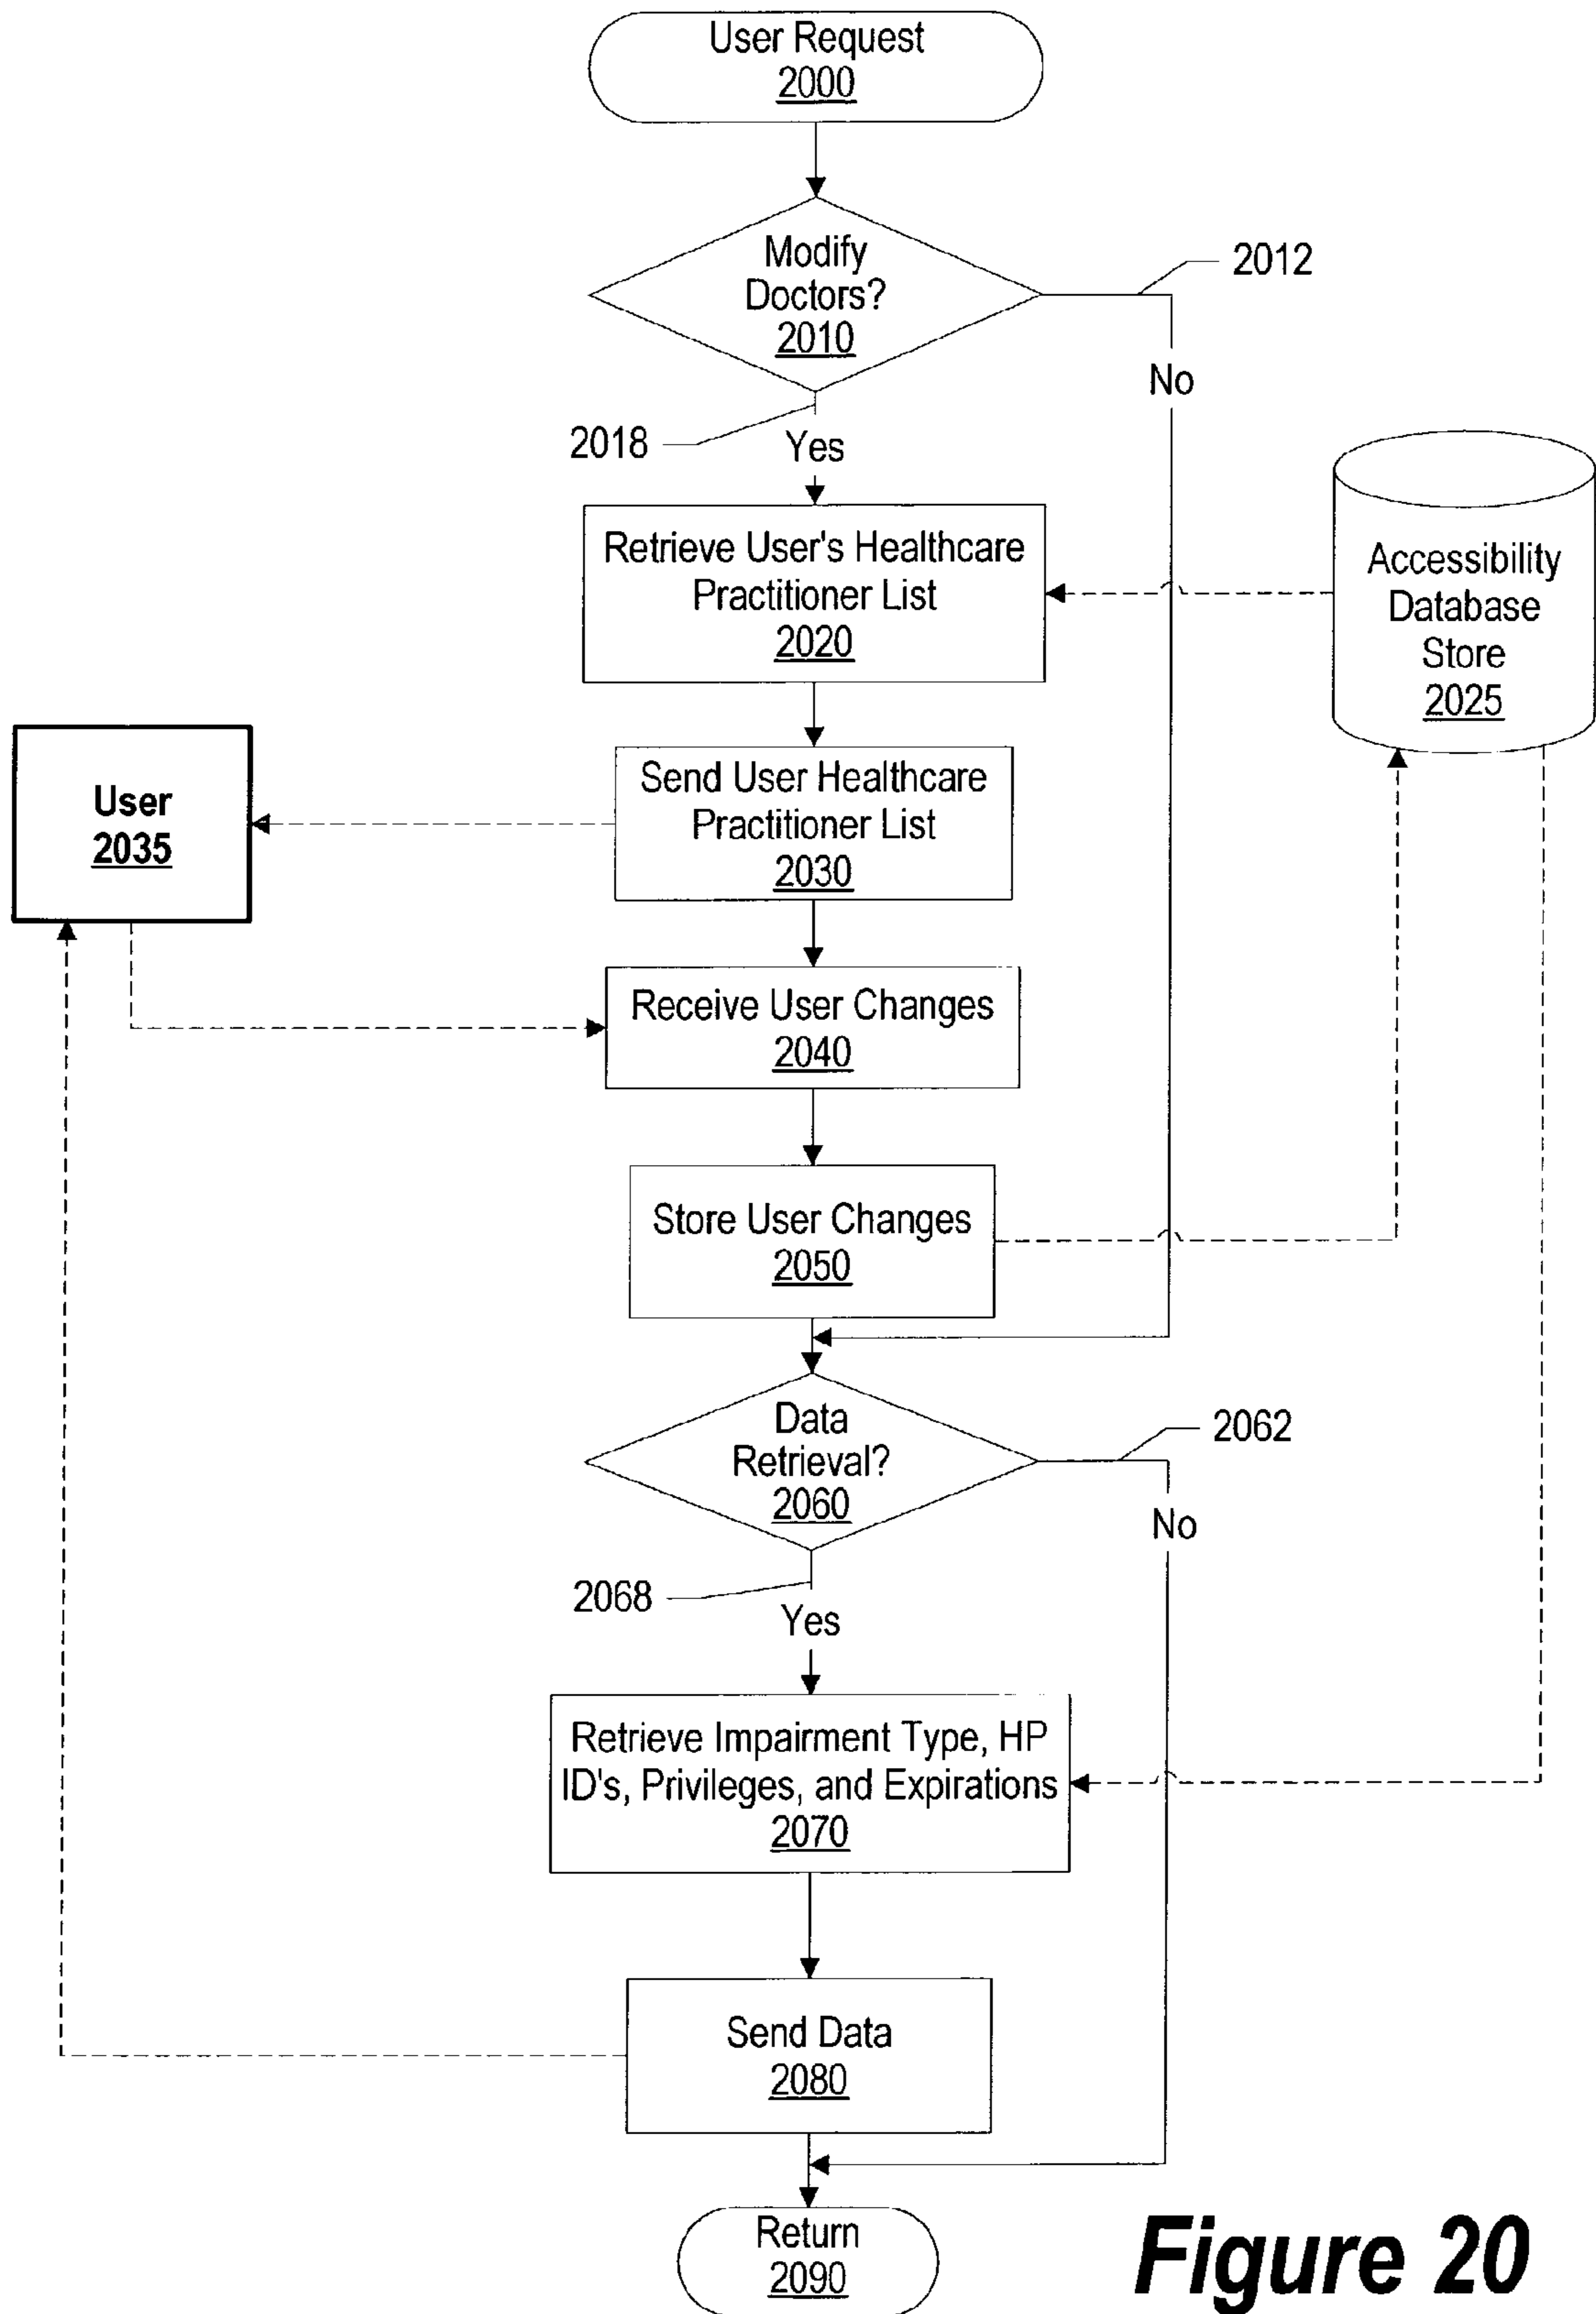 User Request
2000
Modify
Doctors?
2010
2012
No
2018
Yes
Retrieve User's Healthcare
Practitioner List
2020
Accessibility
Database
Store
2025
User
2035
Send User Healthcare
Practitioner List
2030
Receive User Changes
2040
Store User Changes
2050
Data
Retrieval?
2060
2062
No
2068
Yes
Retrieve Impairment Type, HP
ID's, Privileges, and Expirations
2070
Send Data
2080
Return
2090
Figure 20